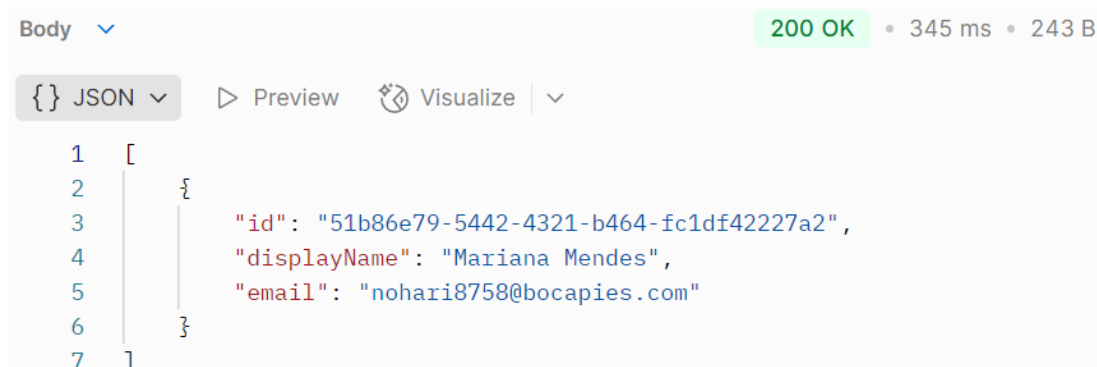 Body 200 OK • 345 ms • 243 B
{} JSON Preview Visualize
1 [
2 {
3 "id": "51b86e79-5442-4321-b464-fc1df42227a2",
4 "displayName": "Mariana Mendes",
5 "email": "nohari8758@bocapies.com"
6 }
7 ]